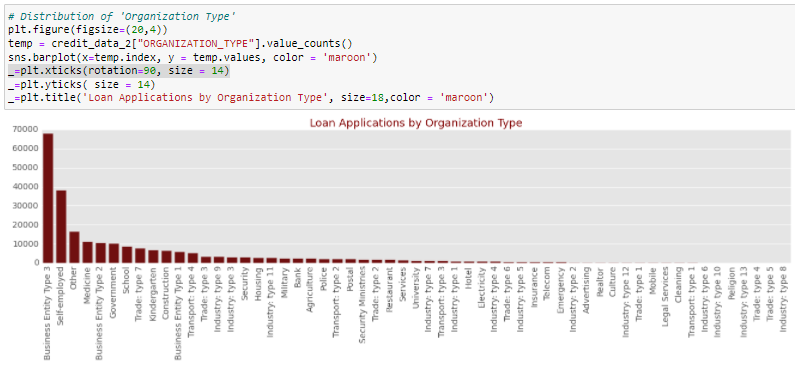 # Distribution of 'Organization Type'
plt.figure(figsize=(20,4))
temp = credit_data_2["ORGANIZATION_TYPE"].value_counts()
sns.barplot(x=temp.index, y = temp.values, color = 'maroon')
_=plt.xticks(rotation=90, size = 14)
_=plt.yticks( size = 14)
_=plt.title('Loan Applications by Organization Type', size=18,color = 'maroon')
Loan Applications by Organization Type
70000
60000
50000
40000
30000
20000
10000
0
Business Entity Type 3
Self-employed
Other
Medicine
Business Entity Type 2
Government
School
Trade: type 7
Kindergarten
Construction
Business Entity Type 1
Transport: type 4
Trade: type 3
Industry: type 9
Industry: type 3
Security
Housing
Industry: type 11
Military
Bank
Agriculture
Police
Transport: type 2
Postal
Security Ministries
Trade: type 2
Restaurant
Services
University
Industry: type 7
Transport: type 3
Industry: type 1
Hotel
Electricity
Industry: type 4
Trade: type 6
Industry: type 5
Insurance
Telecom
Emergency
Industry: type 2
Advertising
Realtor
Culture
Industry: type 12
Trade: type 1
Mobile
Legal Services
Cleaning
Transport: type 1
Industry: type 6
Industry: type 10
Religion
Industry: type 13
Trade: type 4
Trade: type 5
Industry: type 8